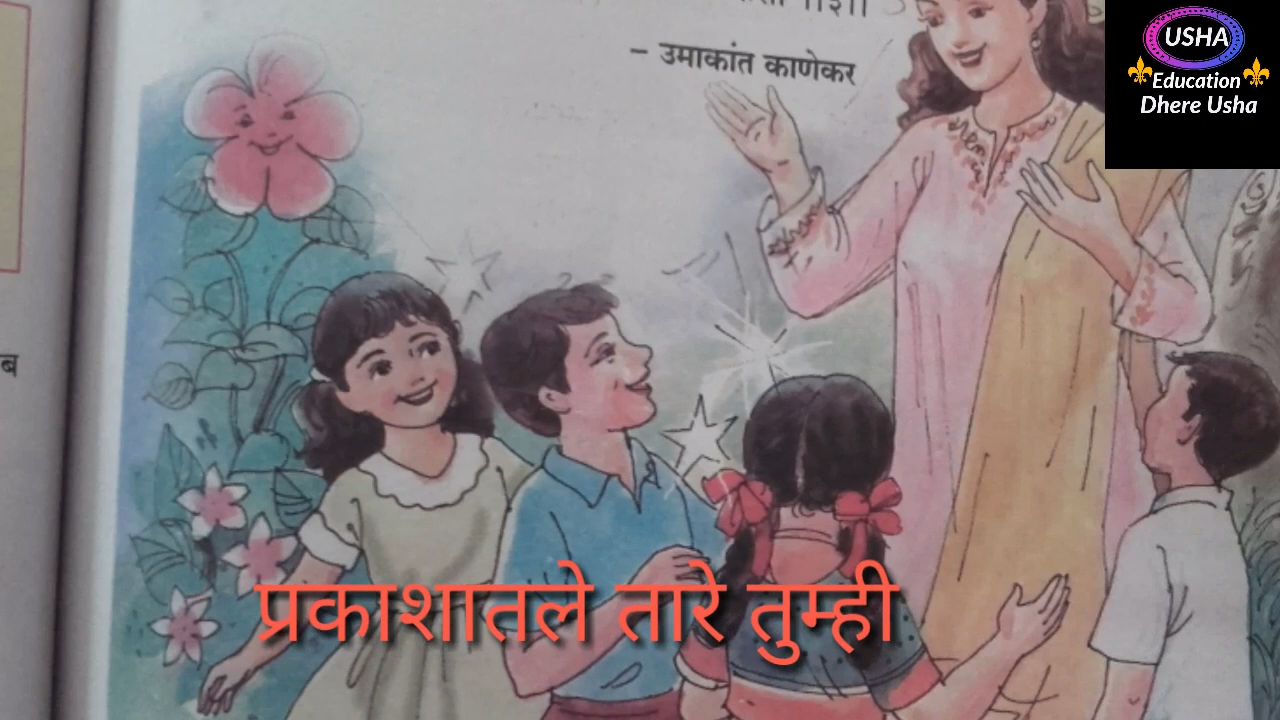 – उमाकांत काणेकर
USHA
Education
Dhere Usha
ब
प्रकाशातले तारे तुम्ही